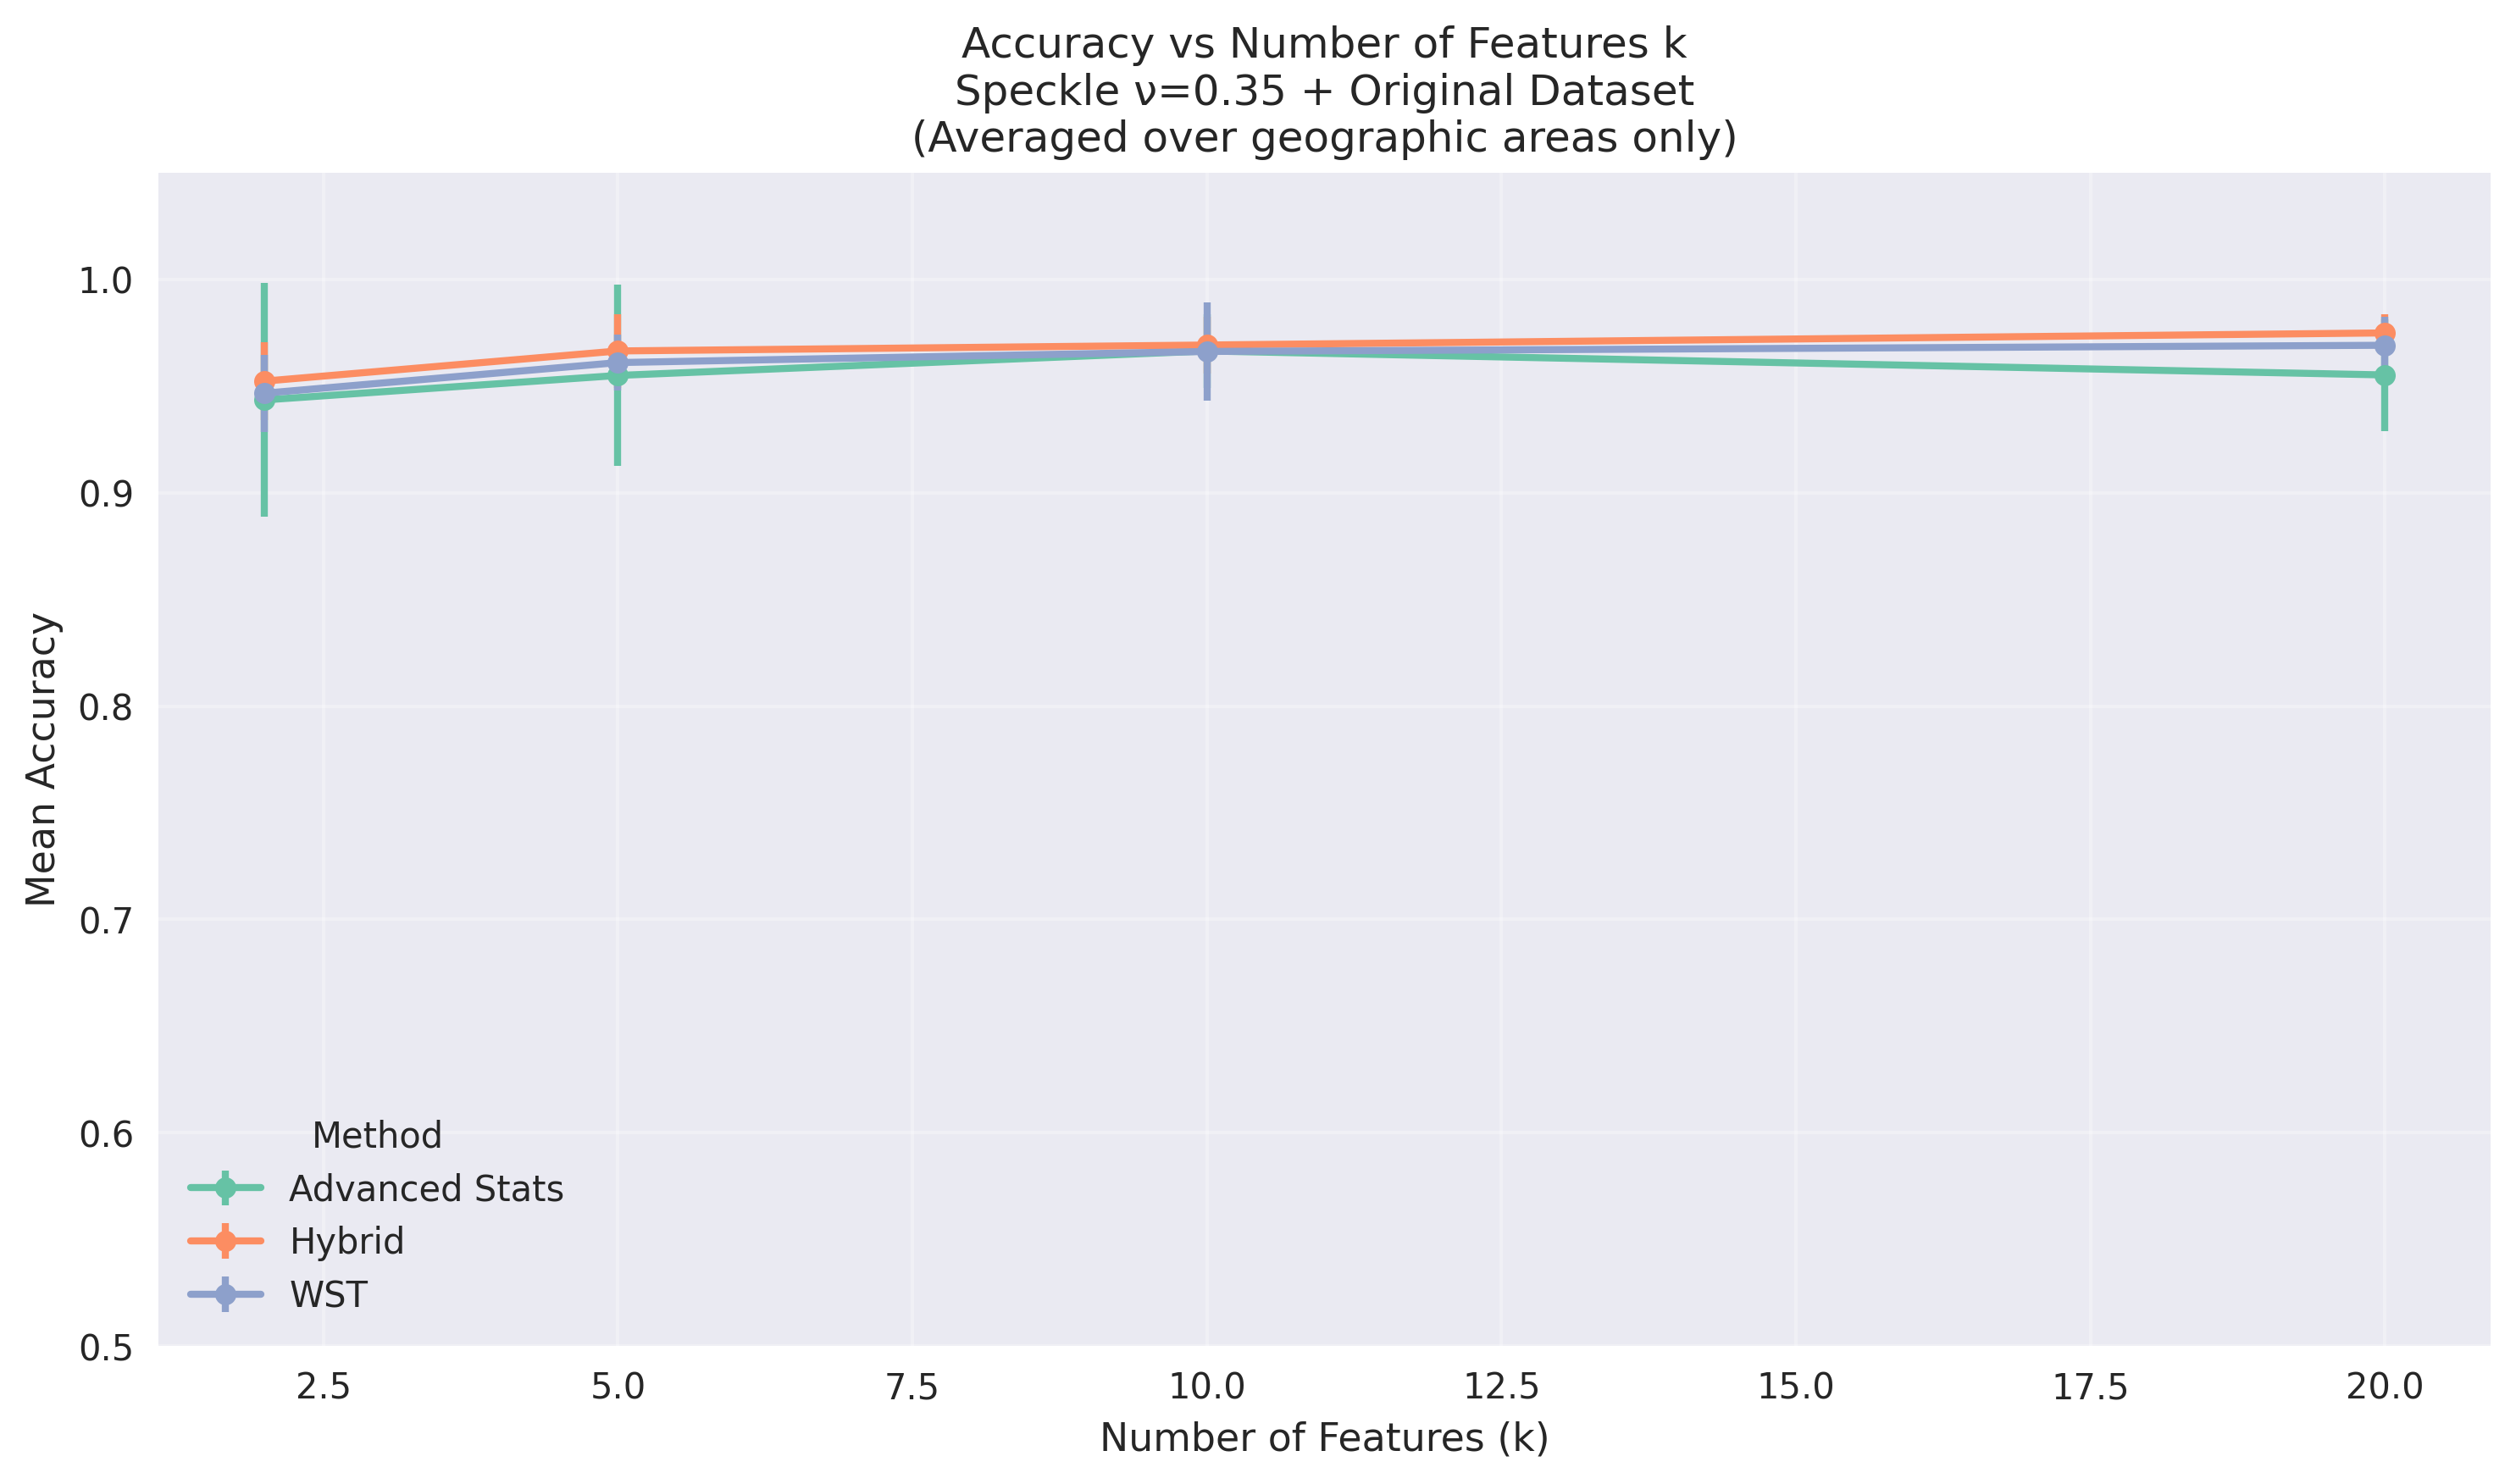 Accuracy vs Number of Features k
Speckle ν=0.35 + Original Dataset
(Averaged over geographic areas only)
Mean Accuracy
1.0
0.9
0.8
0.7
0.6
0.5
Method
Advanced Stats
Hybrid
WST
2.5 5.0 7.5 10.0 12.5 15.0 17.5 20.0
Number of Features (k)